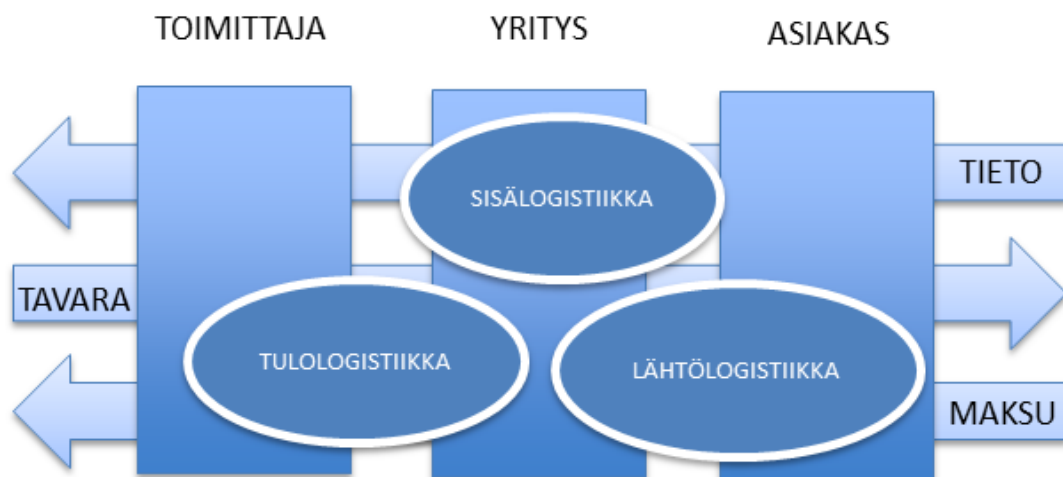 TOIMITTAJA
YRITYS
ASIAKAS
TIETO
SISÄLOGISTIIKKA
TAVARA
TULOLOGISTIIKKA
LÄHTÖLOGISTIIKKA
MAKSU